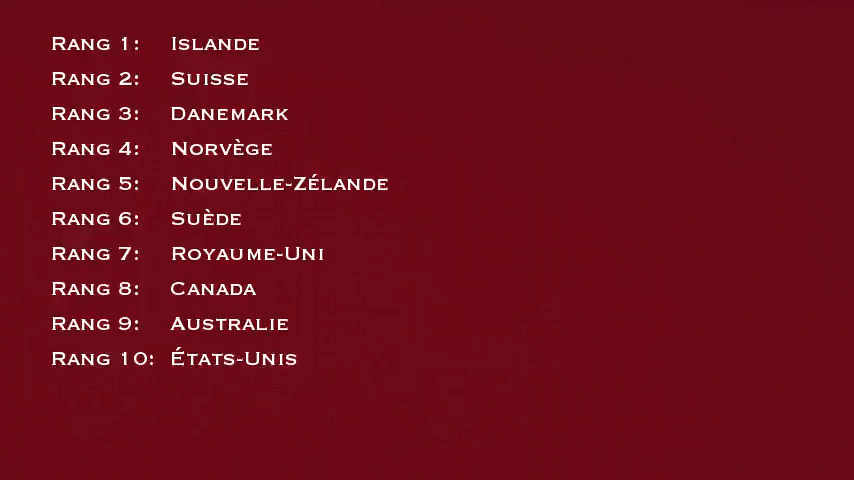 Rang 1: Islande
Rang 2: Suisse
Rang 3: Danemark
Rang 4: Norvège
Rang 5: Nouvelle-Zélande
Rang 6: Suède
Rang 7: Royaume-Uni
Rang 8: Canada
Rang 9: Australie
Rang 10: États-Unis